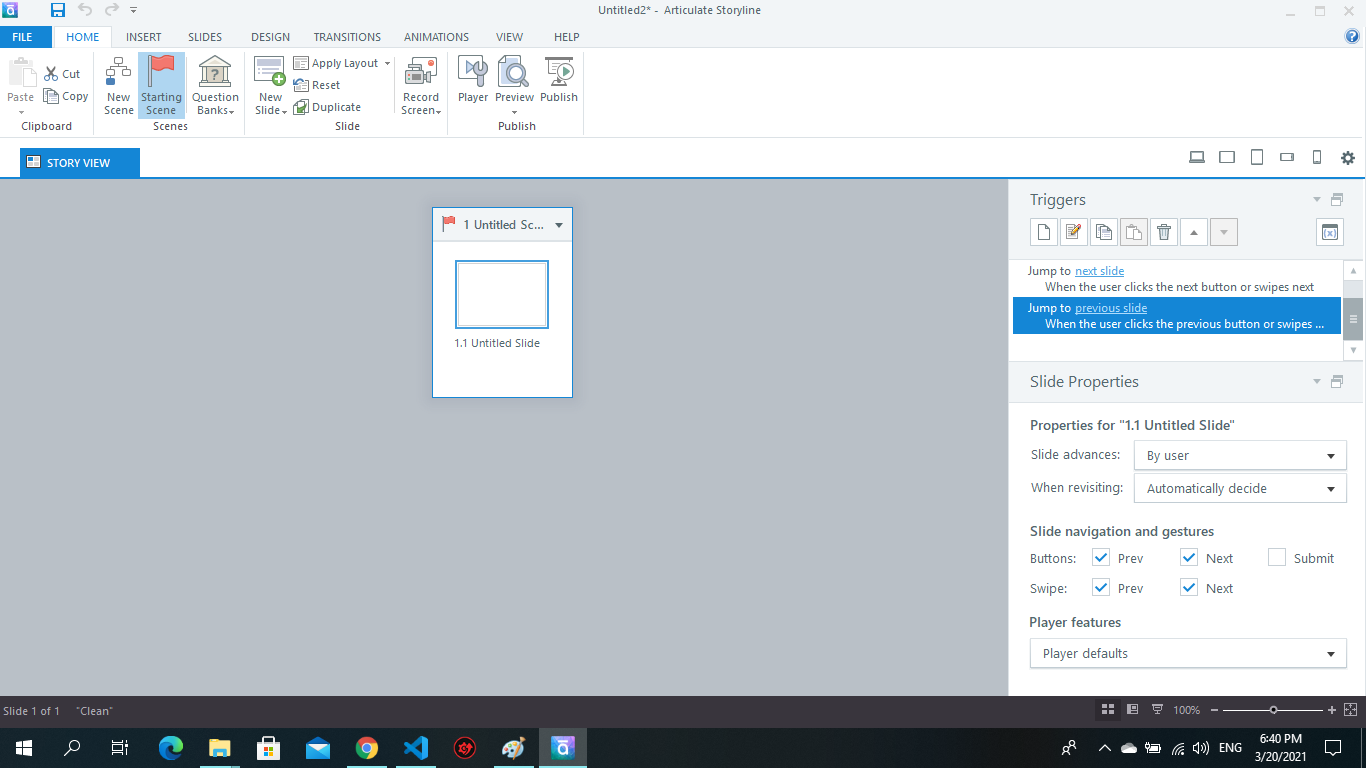 Untitled2* - Articulate Storyline
FILE HOME INSERT SLIDES DESIGN TRANSITIONS ANIMATIONS VIEW HELP
Paste
Cut
Copy
Clipboard
New Scene
Starting Scene
Question Banks
Scenes
New Slide
Apply Layout
Reset
Duplicate
Slide
Record Screen
Player
Preview
Publish
Publish
STORY VIEW
1 Untitled Sc...
1.1 Untitled Slide
Triggers
Jump to next slide
When the user clicks the next button or swipes next
Jump to previous slide
When the user clicks the previous button or swipes ...
Slide Properties
Properties for "1.1 Untitled Slide"
Slide advances: By user
When revisiting: Automatically decide
Slide navigation and gestures
Buttons: Prev Next Submit
Swipe: Prev Next
Player features
Player defaults
Slide 1 of 1 "Clean" 100%
ENG
6:40 PM
3/20/2021